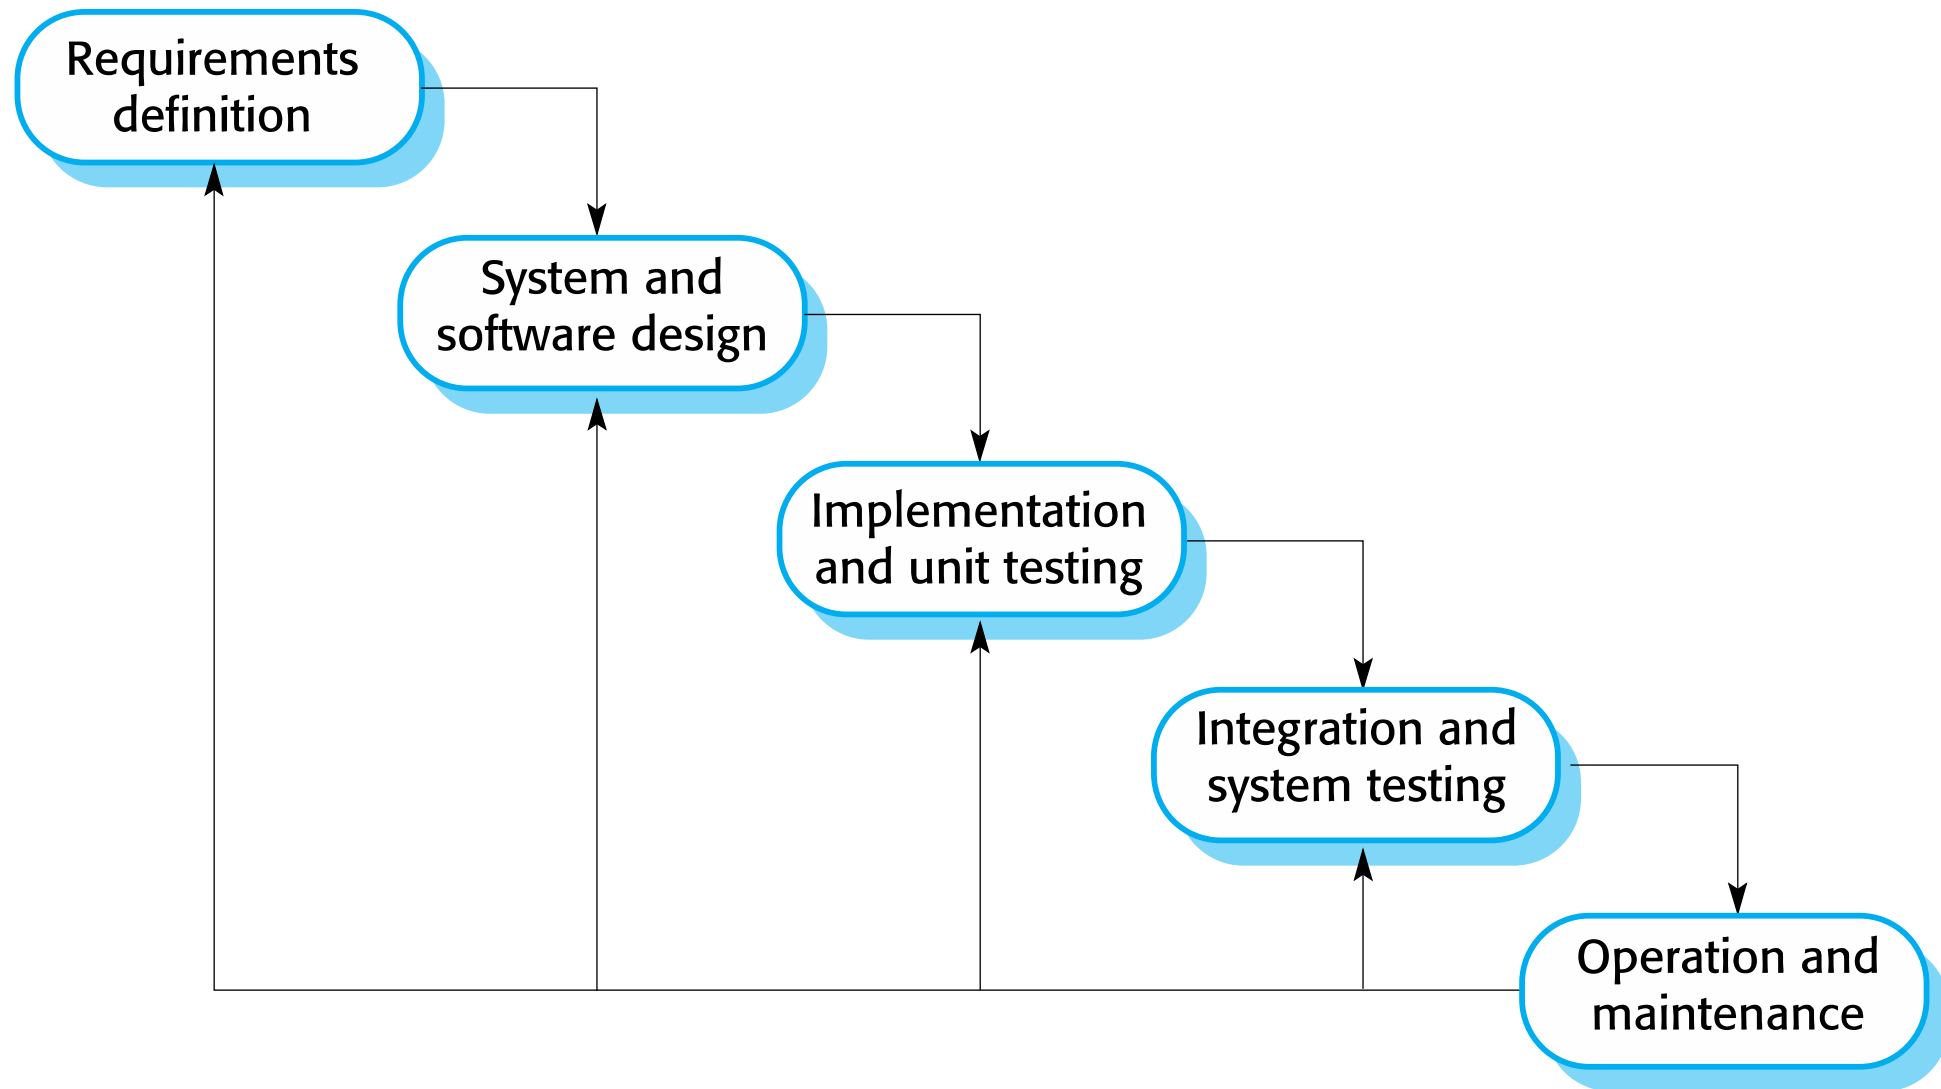 Requirements
definition
System and
software design
Implementation
and unit testing
Integration and
system testing
Operation and
maintenance